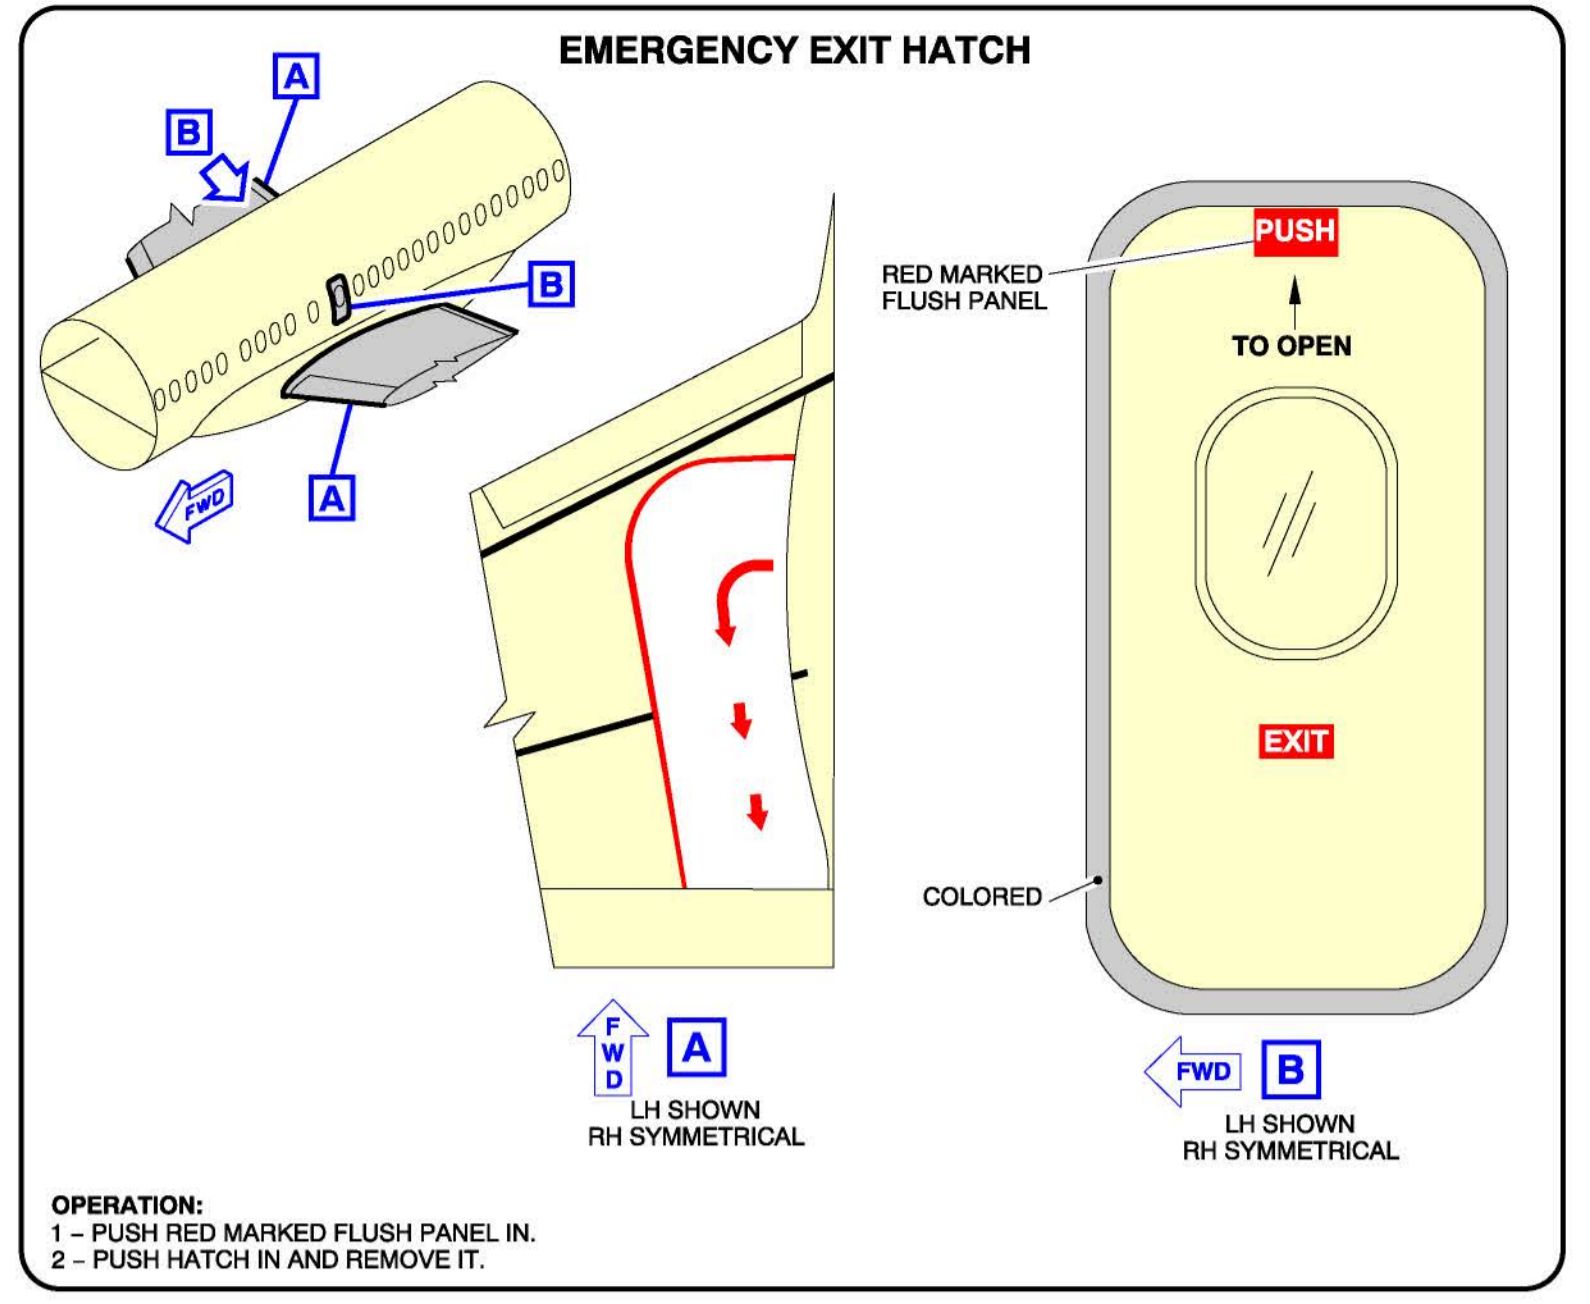 EMERGENCY EXIT HATCH
A
B
B
A
FWD
RED MARKED
FLUSH PANEL
PUSH
TO OPEN
EXIT
COLORED
FWD
A
LH SHOWN
RH SYMMETRICAL
FWD
B
LH SHOWN
RH SYMMETRICAL
OPERATION:
1 – PUSH RED MARKED FLUSH PANEL IN.
2 – PUSH HATCH IN AND REMOVE IT.